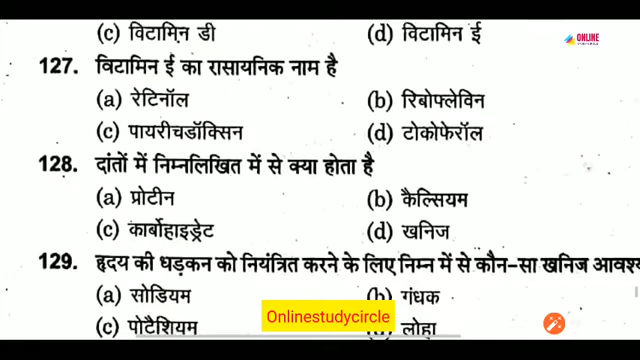 (c) विटामिन डी (d) विटामिन ई
ONLINE
127. विटामिन ई का रासायनिक नाम है
(a) रेटिनॉल (b) रिबोफ्लेविन
(c) पायरीचडॉक्सिन (d) टोकोफेरॉल
128. दांतों में निम्नलिखित में से क्या होता है
(a) प्रोटीन (b) कैल्सियम
(c) कार्बोहाइड्रेट (d) खनिज
129. हृदय की धड़कन को नियंत्रित करने के लिए निम्न में से कौन-सा खनिज आवश्य
(a) सोडियम (b) गंधक
Onlinestudycircle
(c) पोटैशियम (d) लोहा